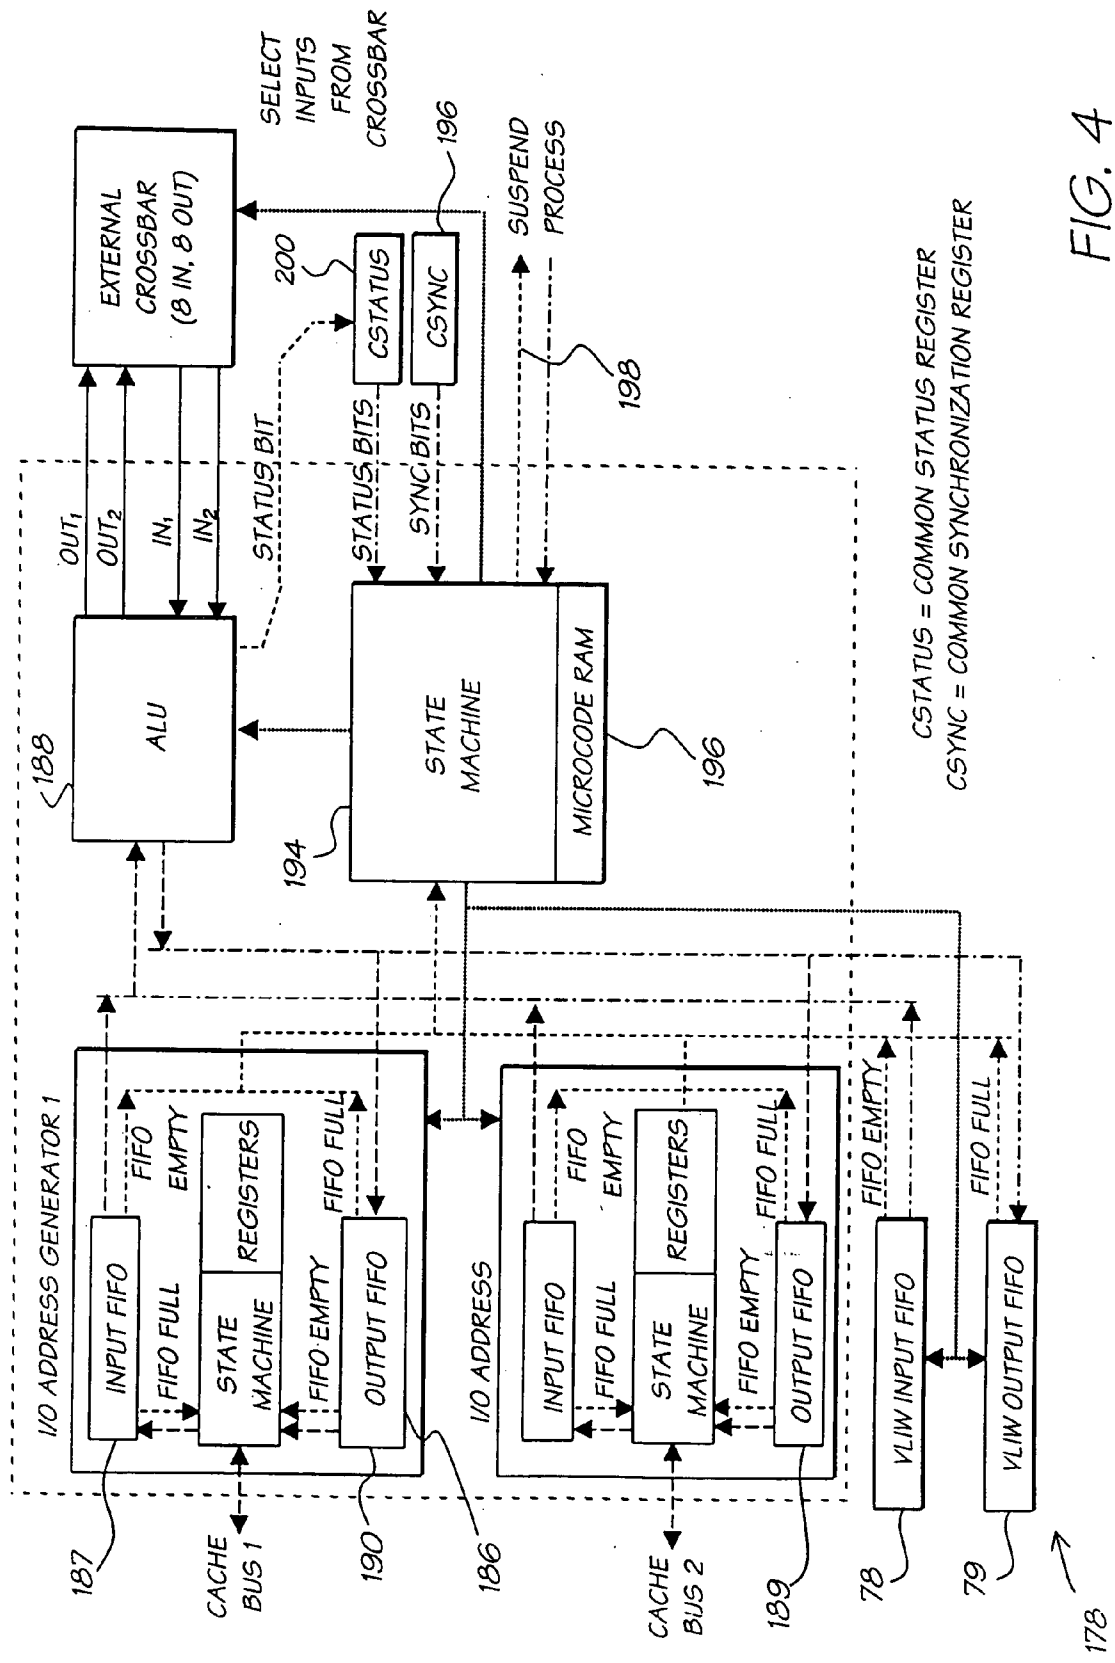 I/O ADDRESS GENERATOR 1
187
INPUT FIFO
FIFO FULL
FIFO
EMPTY
STATE
MACHINE
REGISTERS
CACHE
BUS 1
FIFO EMPTY
FIFO FULL
OUTPUT FIFO
190
186
I/O ADDRESS
INPUT FIFO
FIFO FULL
FIFO
EMPTY
STATE
MACHINE
REGISTERS
CACHE
BUS 2
FIFO EMPTY
FIFO FULL
OUTPUT FIFO
189
78
VLIW INPUT FIFO
FIFO EMPTY
79
VLIW OUTPUT FIFO
FIFO FULL
178
188
ALU
OUT1
OUT2
IN1
IN2
EXTERNAL
CROSSBAR
(8 IN, 8 OUT)
STATUS BIT
SELECT
INPUTS
FROM
CROSSBAR
200
CSTATUS
STATUS BITS
CSYNC
196
SYNC BITS
194
STATE
MACHINE
MICROCODE RAM
196
198
SUSPEND
PROCESS
CSTATUS = COMMON STATUS REGISTER
CSYNC = COMMON SYNCHRONIZATION REGISTER
FIG. 4